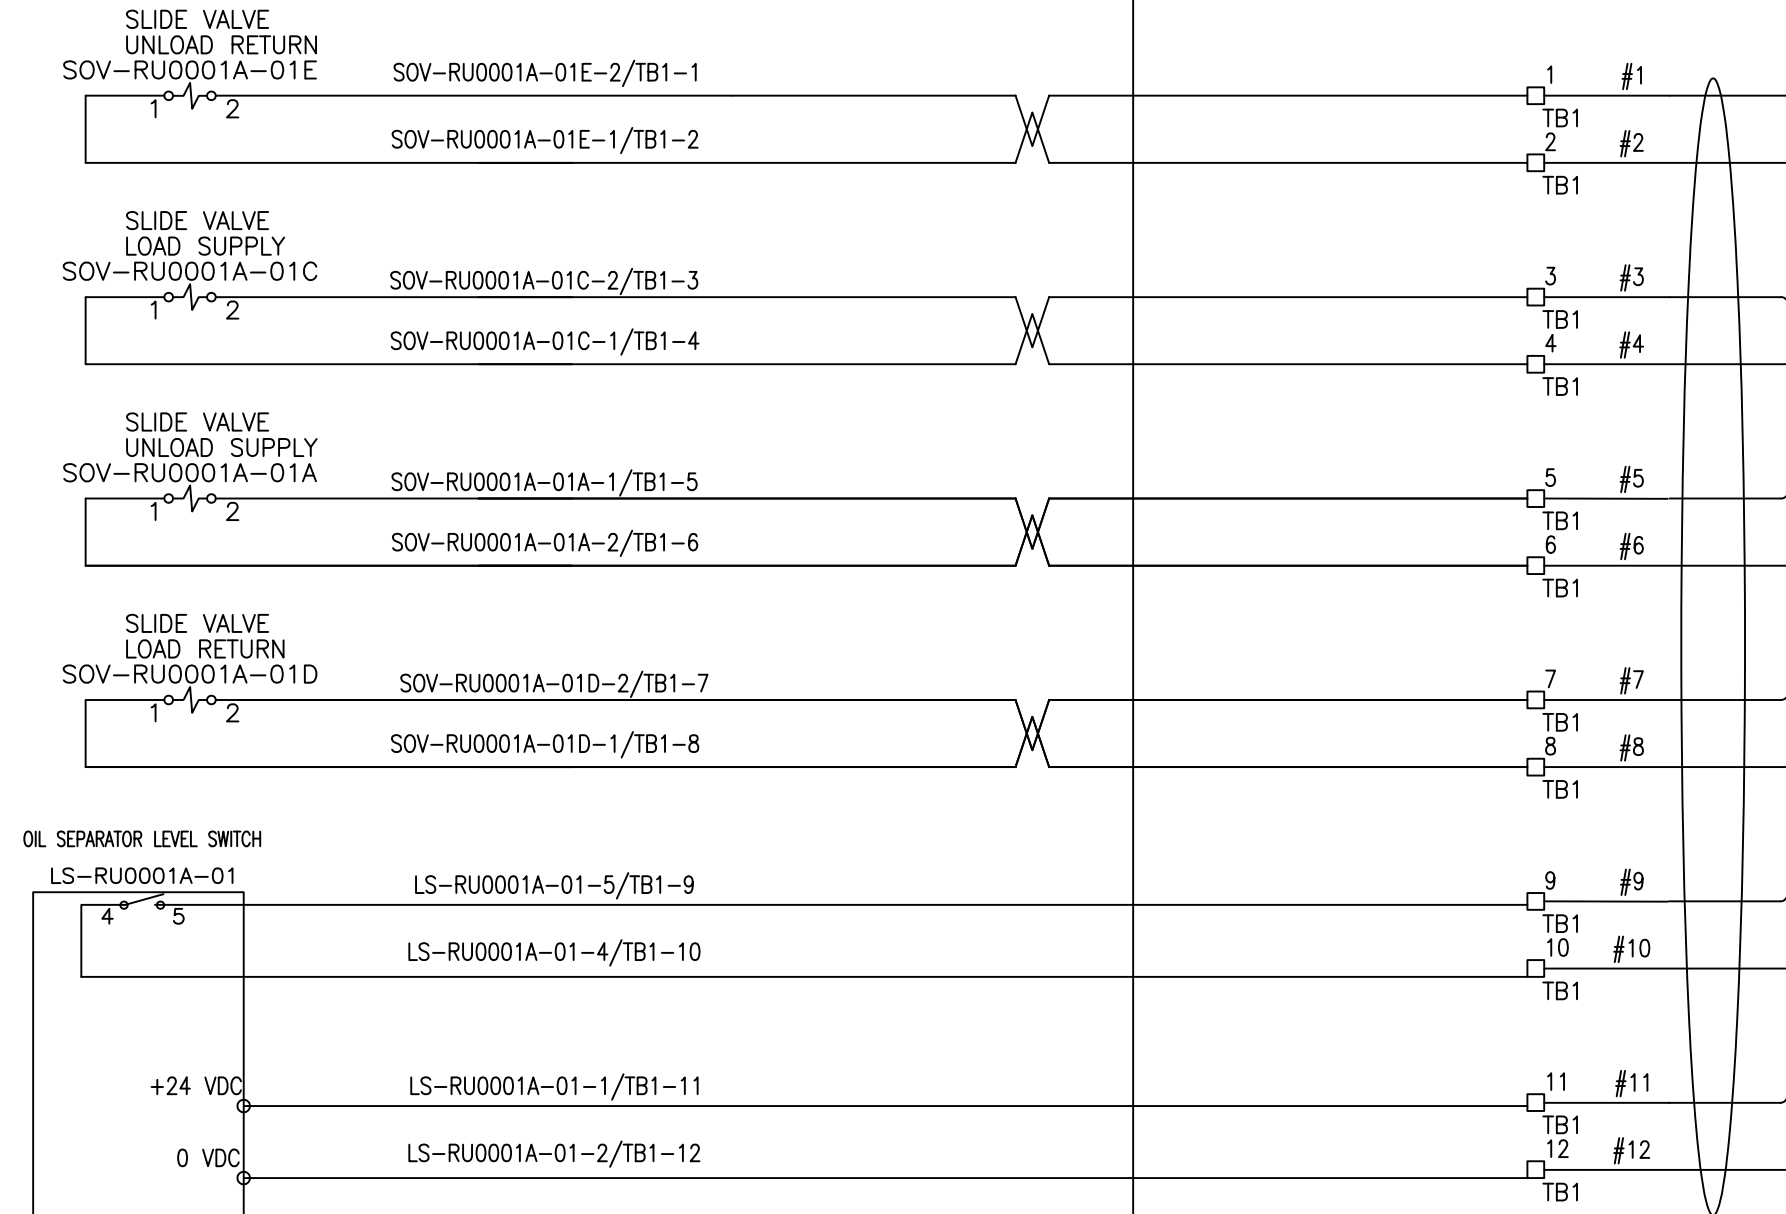 SLIDE VALVE
UNLOAD RETURN
SOV-RU0001A-01E
1 2
SOV-RU0001A-01E-2/TB1-1
1 #1
TB1
SOV-RU0001A-01E-1/TB1-2
2 #2
TB1
SLIDE VALVE
LOAD SUPPLY
SOV-RU0001A-01C
1 2
SOV-RU0001A-01C-2/TB1-3
3 #3
TB1
SOV-RU0001A-01C-1/TB1-4
4 #4
TB1
SLIDE VALVE
UNLOAD SUPPLY
SOV-RU0001A-01A
1 2
SOV-RU0001A-01A-1/TB1-5
5 #5
TB1
SOV-RU0001A-01A-2/TB1-6
6 #6
TB1
SLIDE VALVE
LOAD RETURN
SOV-RU0001A-01D
1 2
SOV-RU0001A-01D-2/TB1-7
7 #7
TB1
SOV-RU0001A-01D-1/TB1-8
8 #8
TB1
OIL SEPARATOR LEVEL SWITCH
LS-RU0001A-01
4 5
LS-RU0001A-01-5/TB1-9
9 #9
TB1
LS-RU0001A-01-4/TB1-10
10 #10
TB1
+24 VDC
LS-RU0001A-01-1/TB1-11
11 #11
TB1
0 VDC
LS-RU0001A-01-2/TB1-12
12 #12
TB1